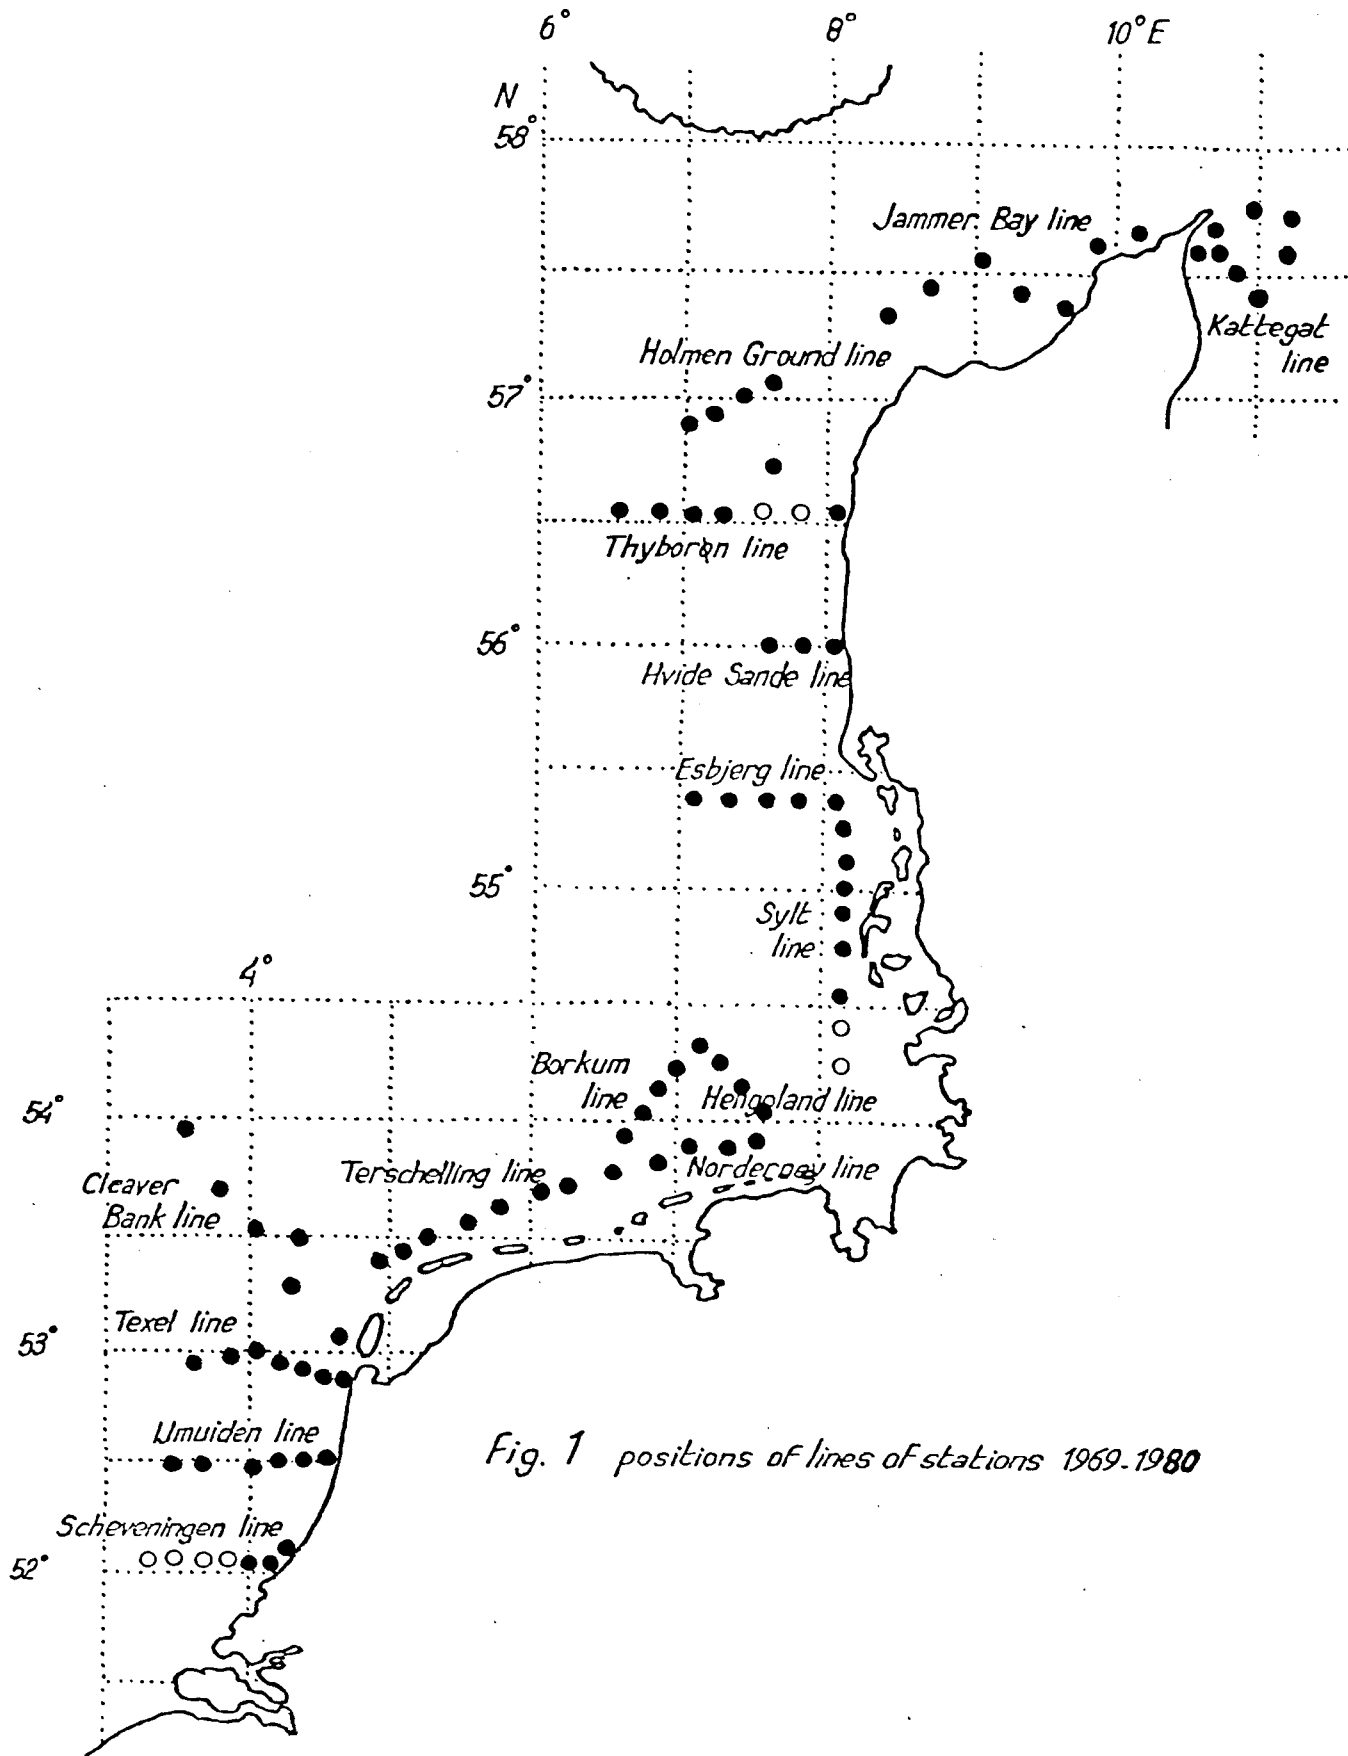 6° 8° 10° E
N
58°
Jammer Bay line
Kattegat
line
Holmen Ground line
57°
Thyborøn line
56°
Hvide Sande line
Esbjerg line
55°
Sylt
line
4°
Borkum
line
Helgoland line
54°
Terschelling line
Norderney line
Cleaver
Bank line
Texel line
53°
IJmuiden line
Fig. 1 positions of lines of stations 1969-1980
Scheveningen line
52°